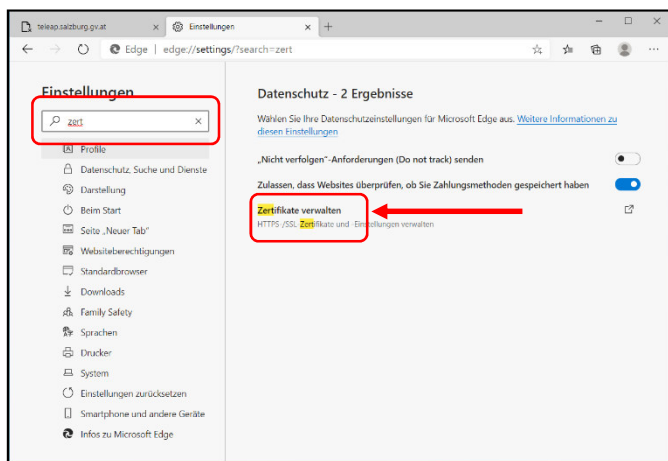 teleap.salzburg.gv.at
Einstellungen
Edge | edge://settings/?search=zert
Einstellungen
zert
Profile
Datenschutz, Suche und Dienste
Darstellung
Beim Start
Seite „Neuer Tab“
Websiteberechtigungen
Standardbrowser
Downloads
Family Safety
Sprachen
Drucker
System
Einstellungen zurücksetzen
Smartphone und andere Geräte
Infos zu Microsoft Edge
Datenschutz - 2 Ergebnisse
Wählen Sie Ihre Datenschutzeinstellungen für Microsoft Edge aus. Weitere Informationen zu
diesen Einstellungen
„Nicht verfolgen“-Anforderungen (Do not track) senden
Zulassen, dass Websites überprüfen, ob Sie Zahlungsmethoden gespeichert haben
Zertifikate verwalten
HTTPS-/SSL Zertifikate und -Einstellungen verwalten